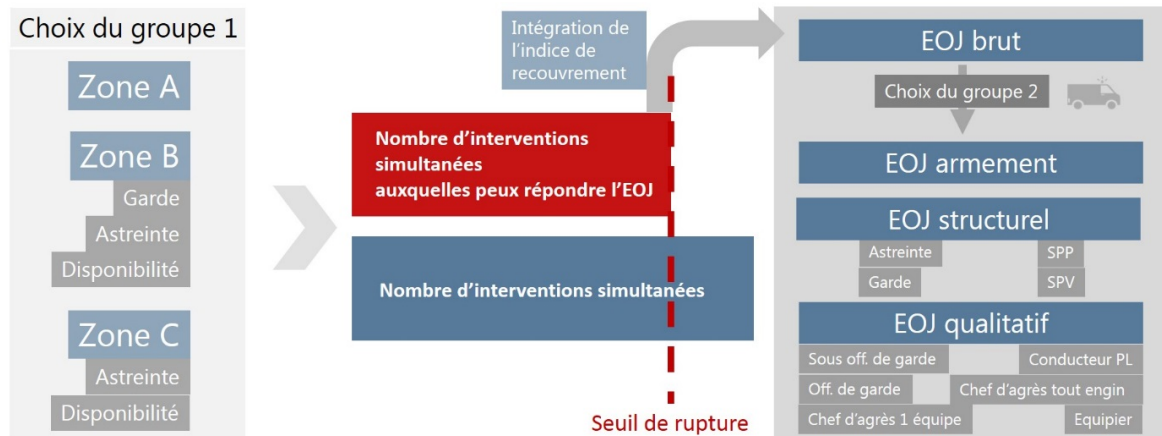 Choix du groupe 1
Zone A
Zone B
Garde
Astreinte
Disponibilité
Zone C
Astreinte
Disponibilité
Intégration de
l'indice de
recouvrement
Nombre d'interventions
simultanées
auxquelles peux répondre l'EOJ
Nombre d'interventions simultanées
Seuil de rupture
EOJ brut
Choix du groupe 2
EOJ armement
EOJ structurel
Astreinte
SPP
Garde
SPV
EOJ qualitatif
Sous off. de garde
Conducteur PL
Off. de garde
Chef d'agrès tout engin
Chef d'agrès 1 équipe
Equipier